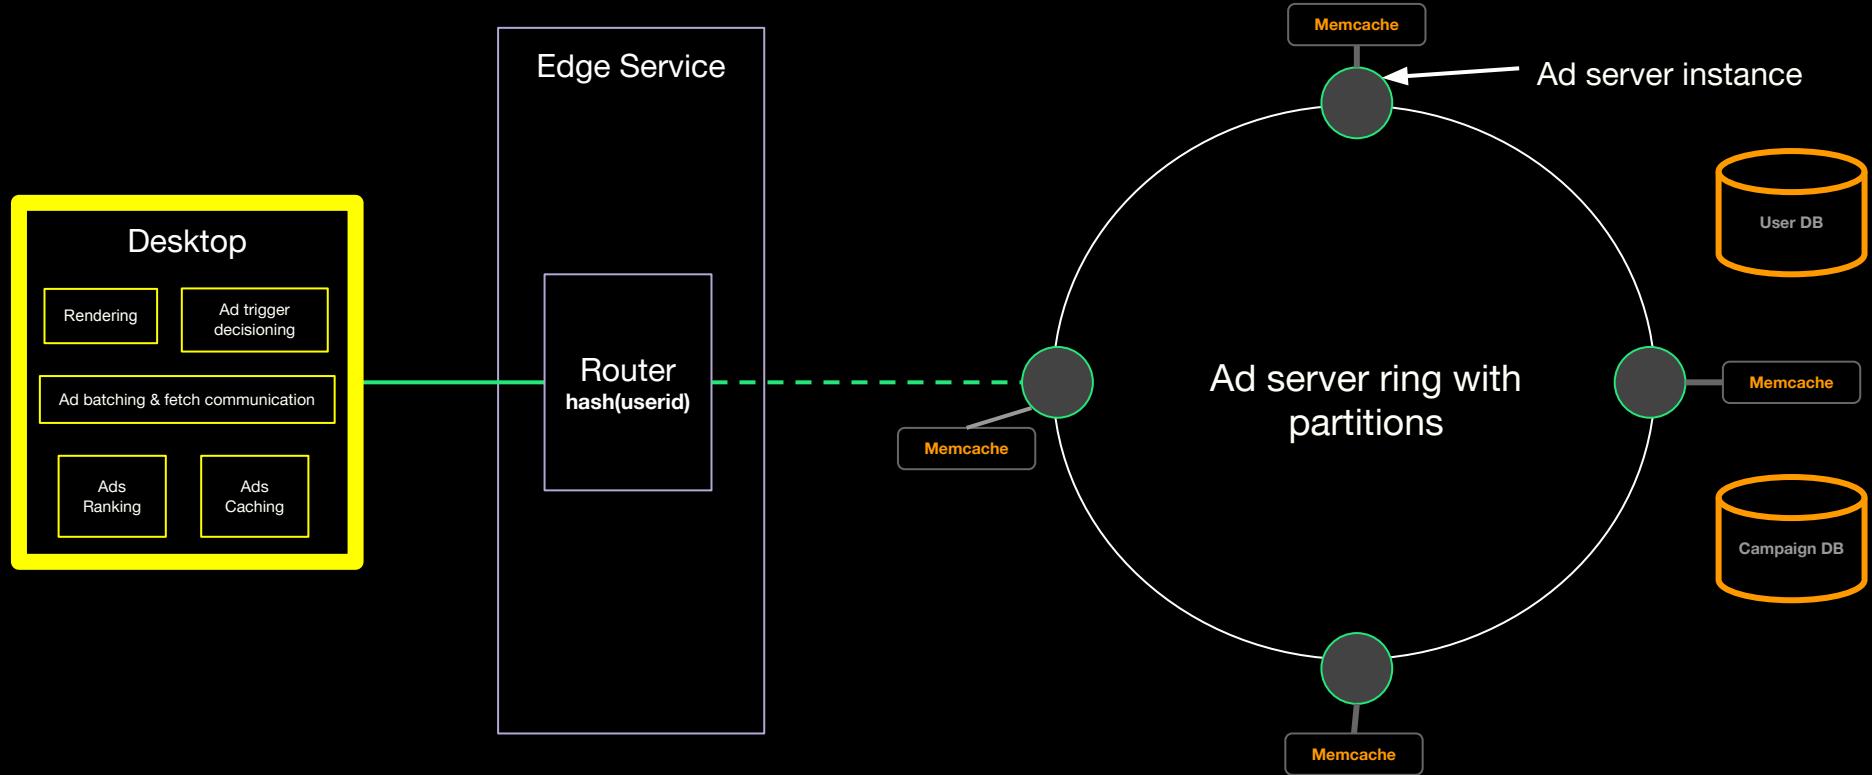 Desktop
Rendering
Ad trigger
decisioning
Ad batching & fetch communication
Ads
Ranking
Ads
Caching
Edge Service
Router
hash(userid)
Memcache
Ad server instance
Memcache
Ad server ring with
partitions
Memcache
Memcache
User DB
Campaign DB